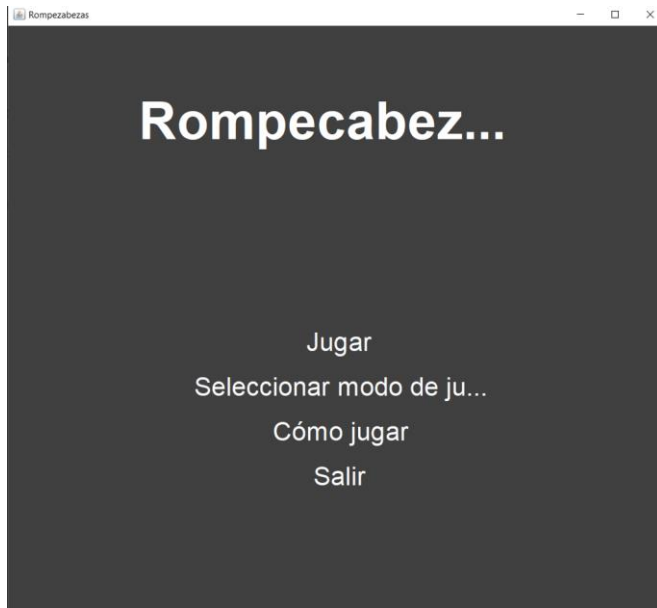 Rompezabezas
Rompecabez...
Jugar
Seleccionar modo de ju...
Cómo jugar
Salir